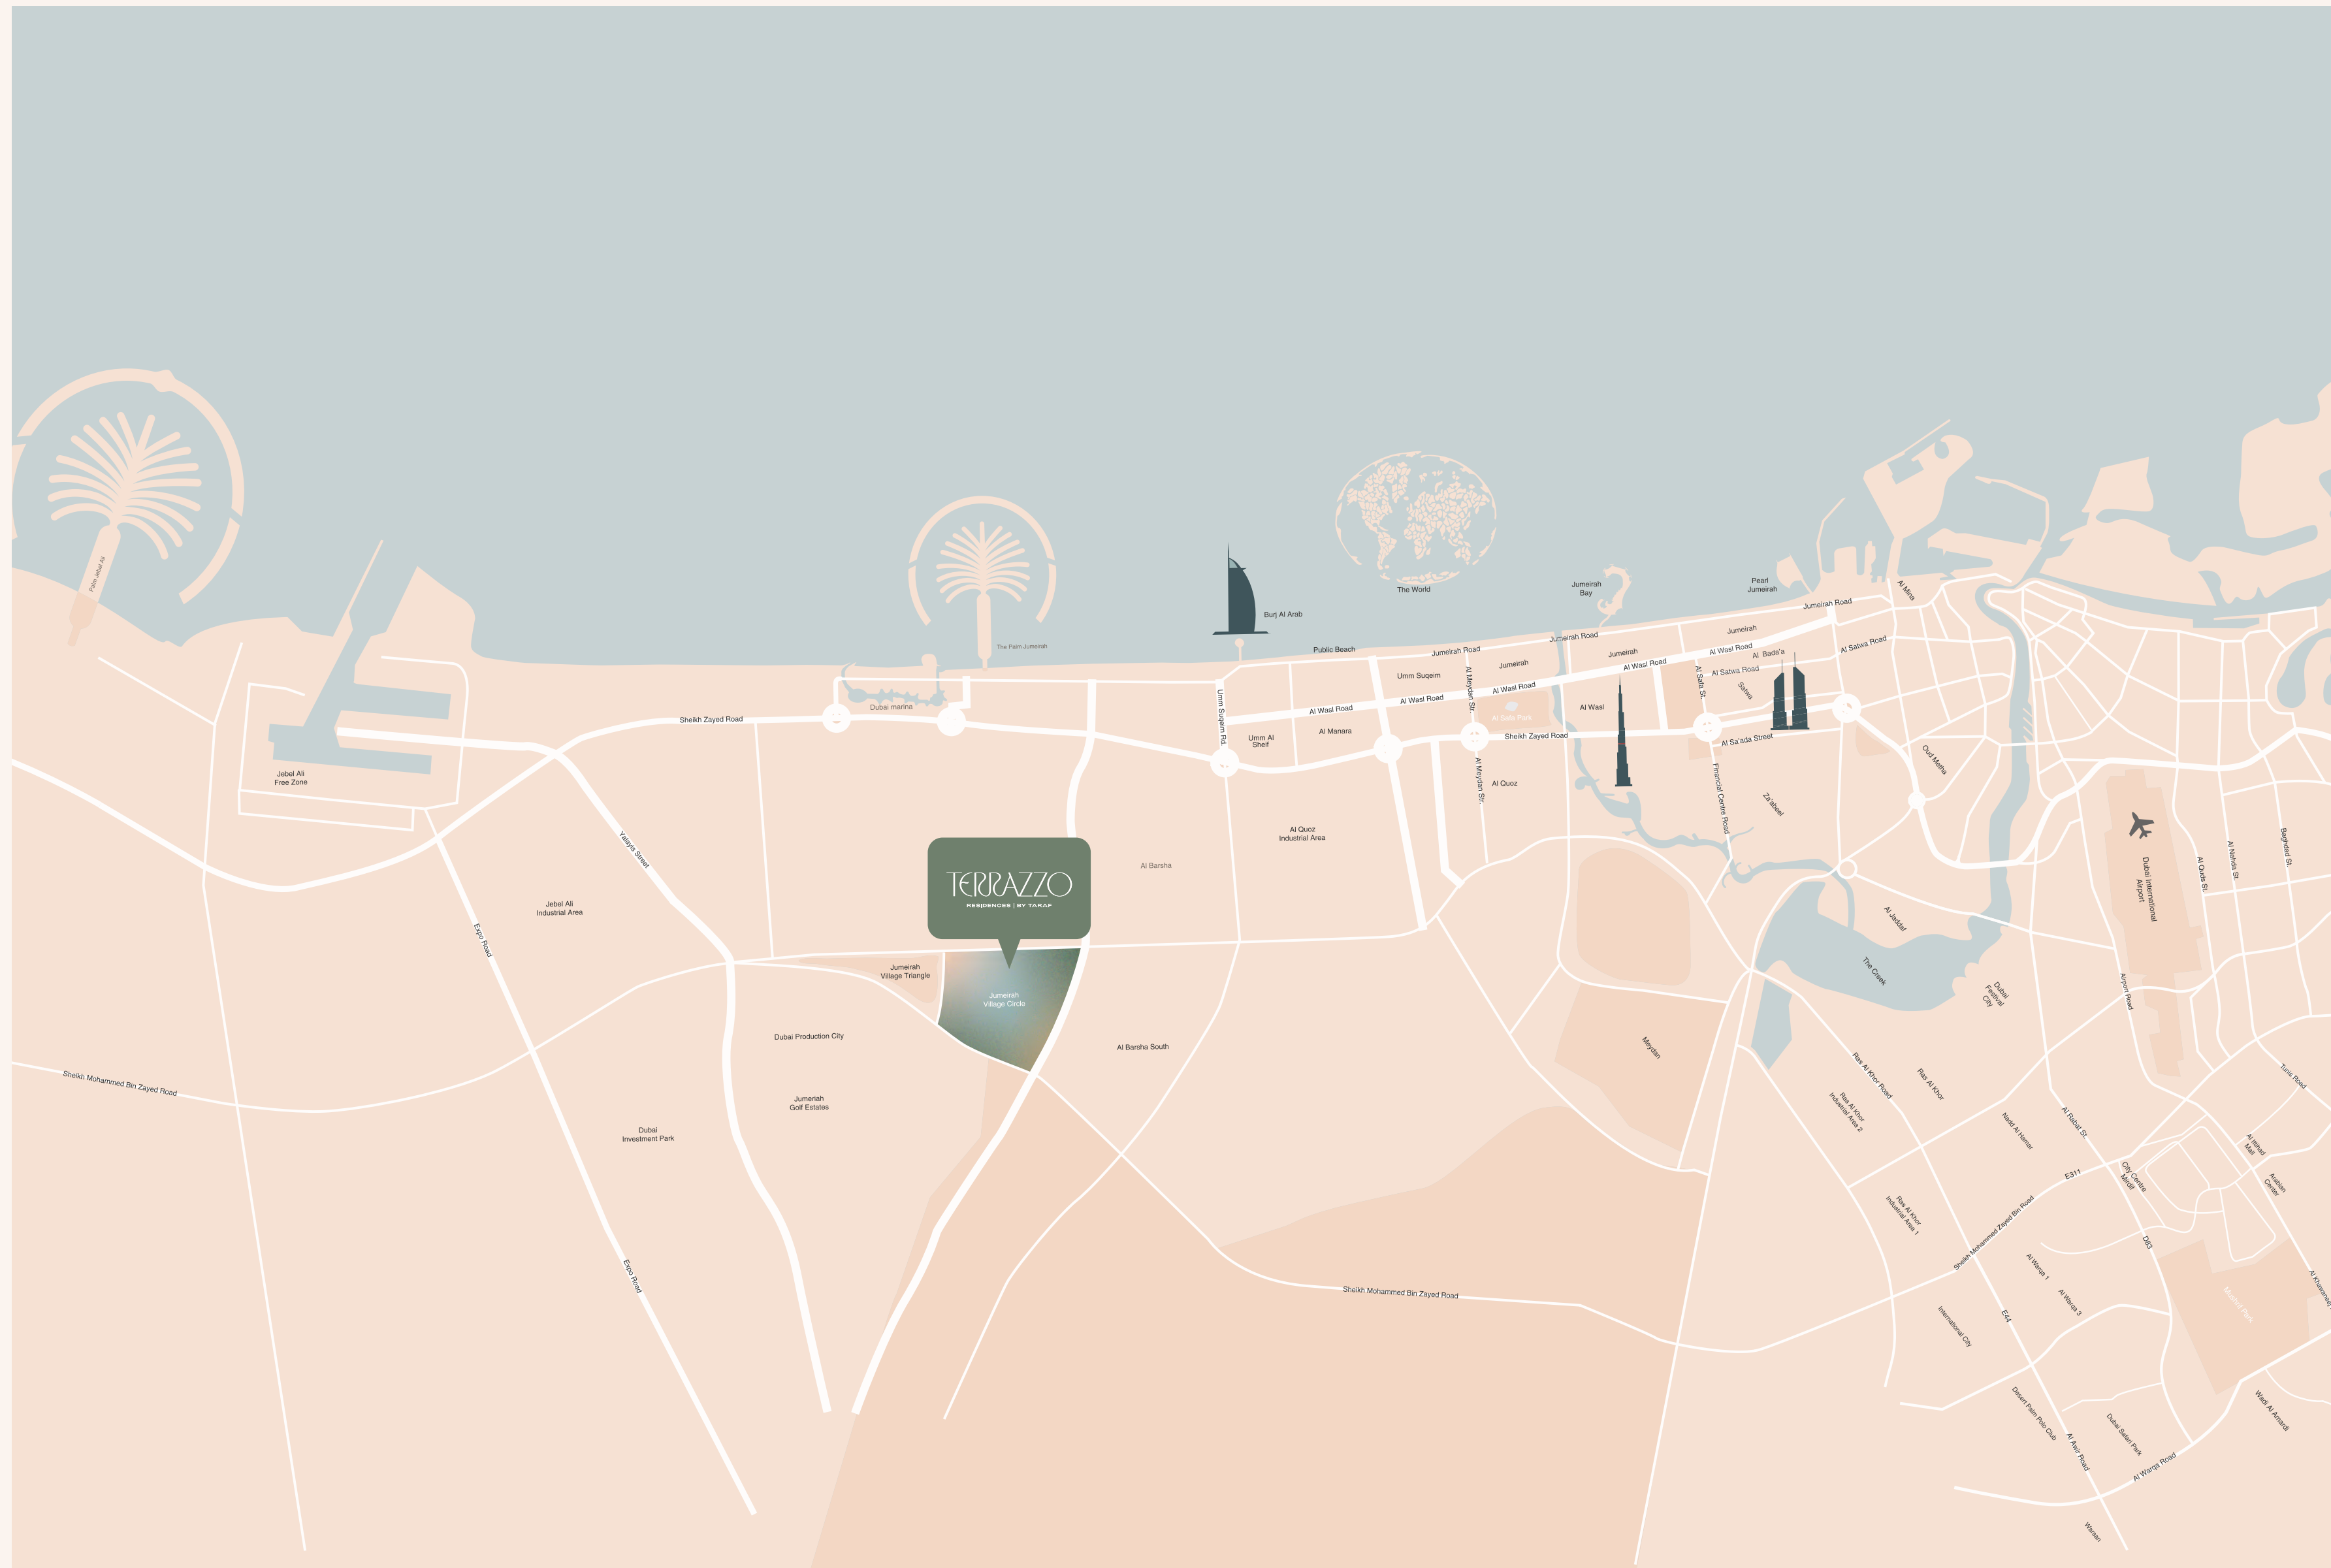 Palm Jebel Ali
The Palm Jumeirah
Burj Al Arab
The World
Jumeirah
Bay
Pearl
Jumeirah
Al Mina
Jumeirah Road
Jumeirah Road
Jumeirah Road
Public Beach
Jumeirah
Jumeirah
Jumeirah
Al Wasl Road
Al Wasl Road
Al Wasl Road
Al Wasl Road
Al Wasl Road
Al Bada'a
Al Satwa Road
Al Satwa Road
Satwa
Al Safa St.
Umm Suqeim
Al Meydan Str.
Al Safa Park
Al Wasl
Umm Suqeim Rd.
Umm Al
Sheif
Al Manara
Sheikh Zayed Road
Sheikh Zayed Road
Al Sa'ada Street
Dubai marina
Jebel Ali
Free Zone
Al Meydan Str.
Al Quoz
Financial Centre Road
Za'abeel
Oud Metha
Al Quoz
Industrial Area
Al Barsha
Yalayis Street
TERRAZZO
RESIDENCES | BY TARAF
Jebel Ali
Industrial Area
Expo Road
Jumeirah
Village Triangle
Jumeirah
Village Circle
Dubai International
Airport
Al Quds St.
Al Nahda St.
Baghdad St.
Al Jaddaf
The Creek
Dubai
Festival
City
Airport Road
Dubai Production City
Al Barsha South
Meydan
Sheikh Mohammed Bin Zayed Road
Jumeriah
Golf Estates
Dubai
Investment Park
Ras Al Khor Road
Ras Al Khor
Ras Al Khor
Industrial Area 2
Nadd Al Hamar
Al Rabat St.
Tunis Road
Al Ittihad
Mall
Arabian
Center
City Centre
Mirdif
E311
Ras Al Khor
Industrial Area 1
Sheikh Mohammed Zayed Bin Road
D83
Expo Road
Sheikh Mohammed Bin Zayed Road
Al Warqa 1
Al Warqa 3
Mushrif Park
Al Khawaneej
E44
International City
Desert Palm Polo Club
Dubai Safari Park
Al Awir Road
Al Warqa Road
Wadi Al Amardi
Warsan